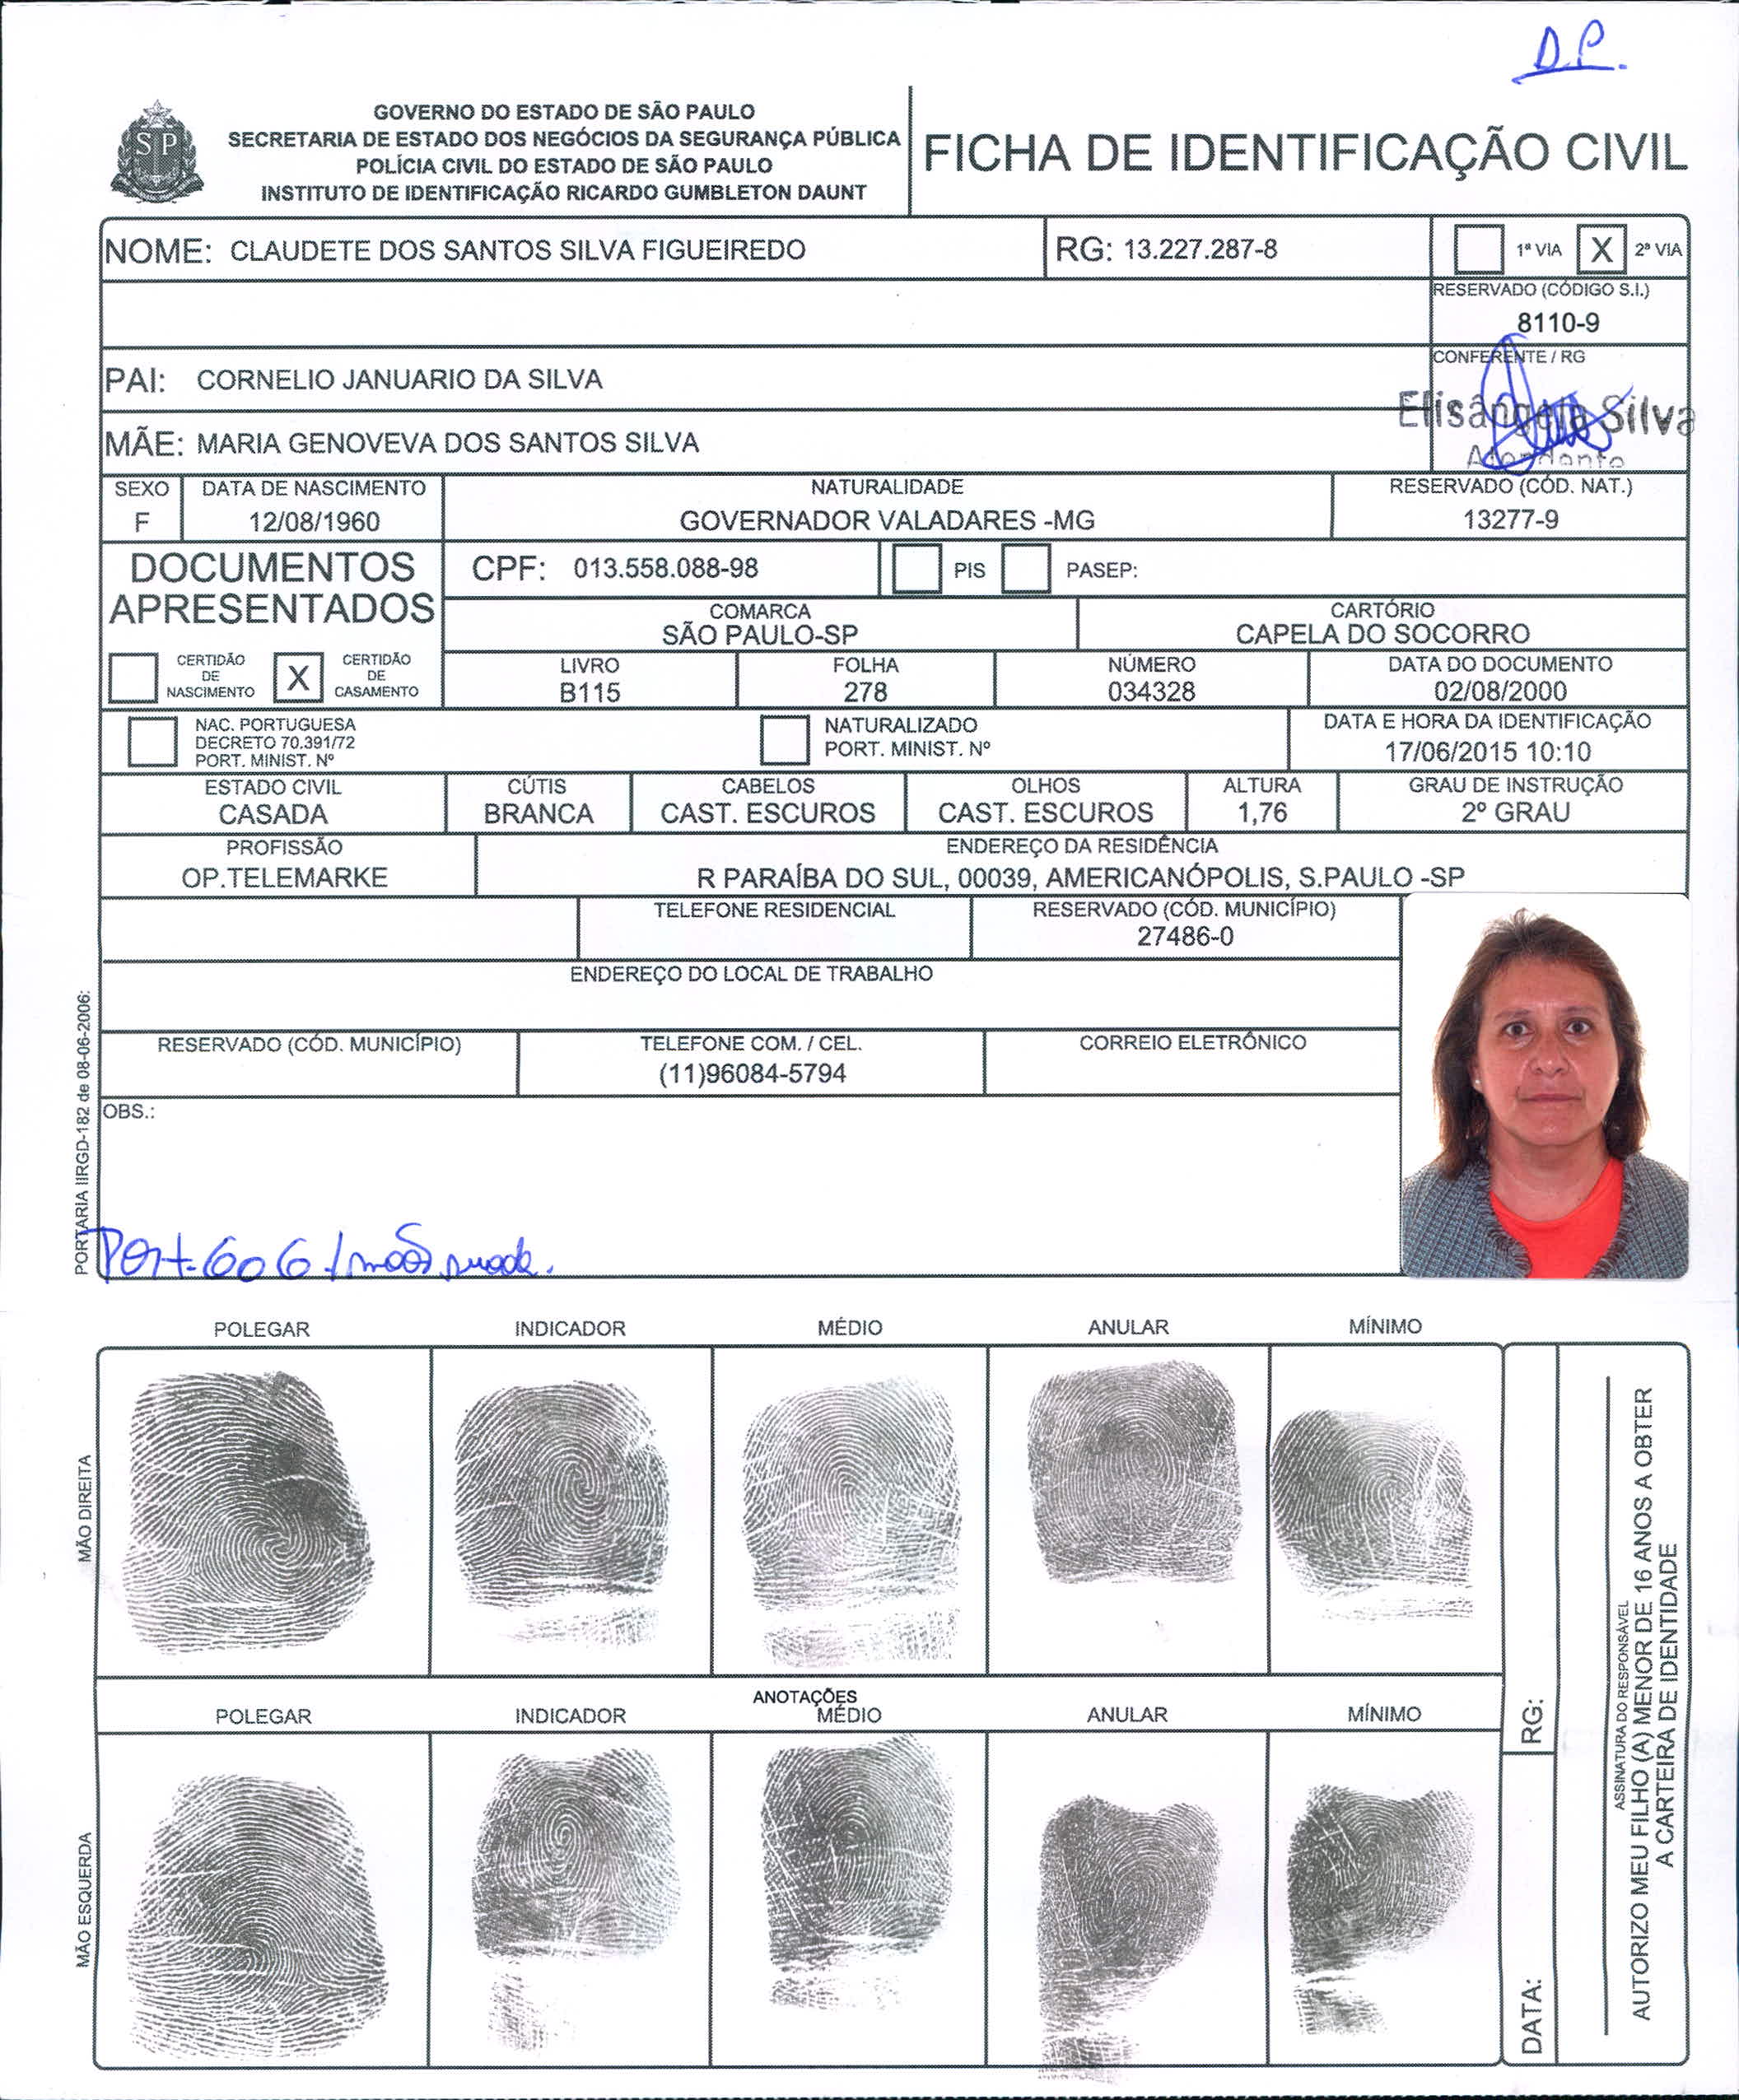 D.P.
GOVERNO DO ESTADO DE SÃO PAULO
SECRETARIA DE ESTADO DOS NEGÓCIOS DA SEGURANÇA PÚBLICA
POLÍCIA CIVIL DO ESTADO DE SÃO PAULO
INSTITUTO DE IDENTIFICAÇÃO RICARDO GUMBLETON DAUNT
SP
FICHA DE IDENTIFICAÇÃO CIVIL
NOME: CLAUDETE DOS SANTOS SILVA FIGUEIREDO
RG: 13.227.287-8
1ª VIA X 2ª VIA
RESERVADO (CÓDIGO S.I.)
8110-9
CONFERENTE / RG
Elisângela Silva
Atendente
PAI: CORNELIO JANUARIO DA SILVA
MÃE: MARIA GENOVEVA DOS SANTOS SILVA
SEXO
F
DATA DE NASCIMENTO
12/08/1960
NATURALIDADE
GOVERNADOR VALADARES -MG
RESERVADO (CÓD. NAT.)
13277-9
DOCUMENTOS
APRESENTADOS
CPF: 013.558.088-98
PIS
PASEP:
COMARCA
SÃO PAULO-SP
CARTÓRIO
CAPELA DO SOCORRO
CERTIDÃO
DE
NASCIMENTO
X
CERTIDÃO
DE
CASAMENTO
LIVRO
B115
FOLHA
278
NÚMERO
034328
DATA DO DOCUMENTO
02/08/2000
NAC. PORTUGUESA
DECRETO 70.391/72
PORT. MINIST. Nº
NATURALIZADO
PORT. MINIST. Nº
DATA E HORA DA IDENTIFICAÇÃO
17/06/2015 10:10
ESTADO CIVIL
CASADA
CÚTIS
BRANCA
CABELOS
CAST. ESCUROS
OLHOS
CAST. ESCUROS
ALTURA
1,76
GRAU DE INSTRUÇÃO
2º GRAU
PROFISSÃO
OP.TELEMARKE
ENDEREÇO DA RESIDÊNCIA
R PARAÍBA DO SUL, 00039, AMERICANÓPOLIS, S.PAULO -SP
TELEFONE RESIDENCIAL
RESERVADO (CÓD. MUNICÍPIO)
27486-0
ENDEREÇO DO LOCAL DE TRABALHO
RESERVADO (CÓD. MUNICÍPIO)
TELEFONE COM. / CEL.
(11)96084-5794
CORREIO ELETRÔNICO
OBS.:
PORTARIA IIRGD-182 de 08-06-2006:
Port. 606 /
POLEGAR INDICADOR MÉDIO ANULAR MÍNIMO
MÃO DIREITA
ANOTAÇÕES
POLEGAR INDICADOR MÉDIO ANULAR MÍNIMO
MÃO ESQUERDA
RG:
DATA:
ASSINATURA DO RESPONSÁVEL
AUTORIZO MEU FILHO (A) MENOR DE 16 ANOS A OBTER
A CARTEIRA DE IDENTIDADE